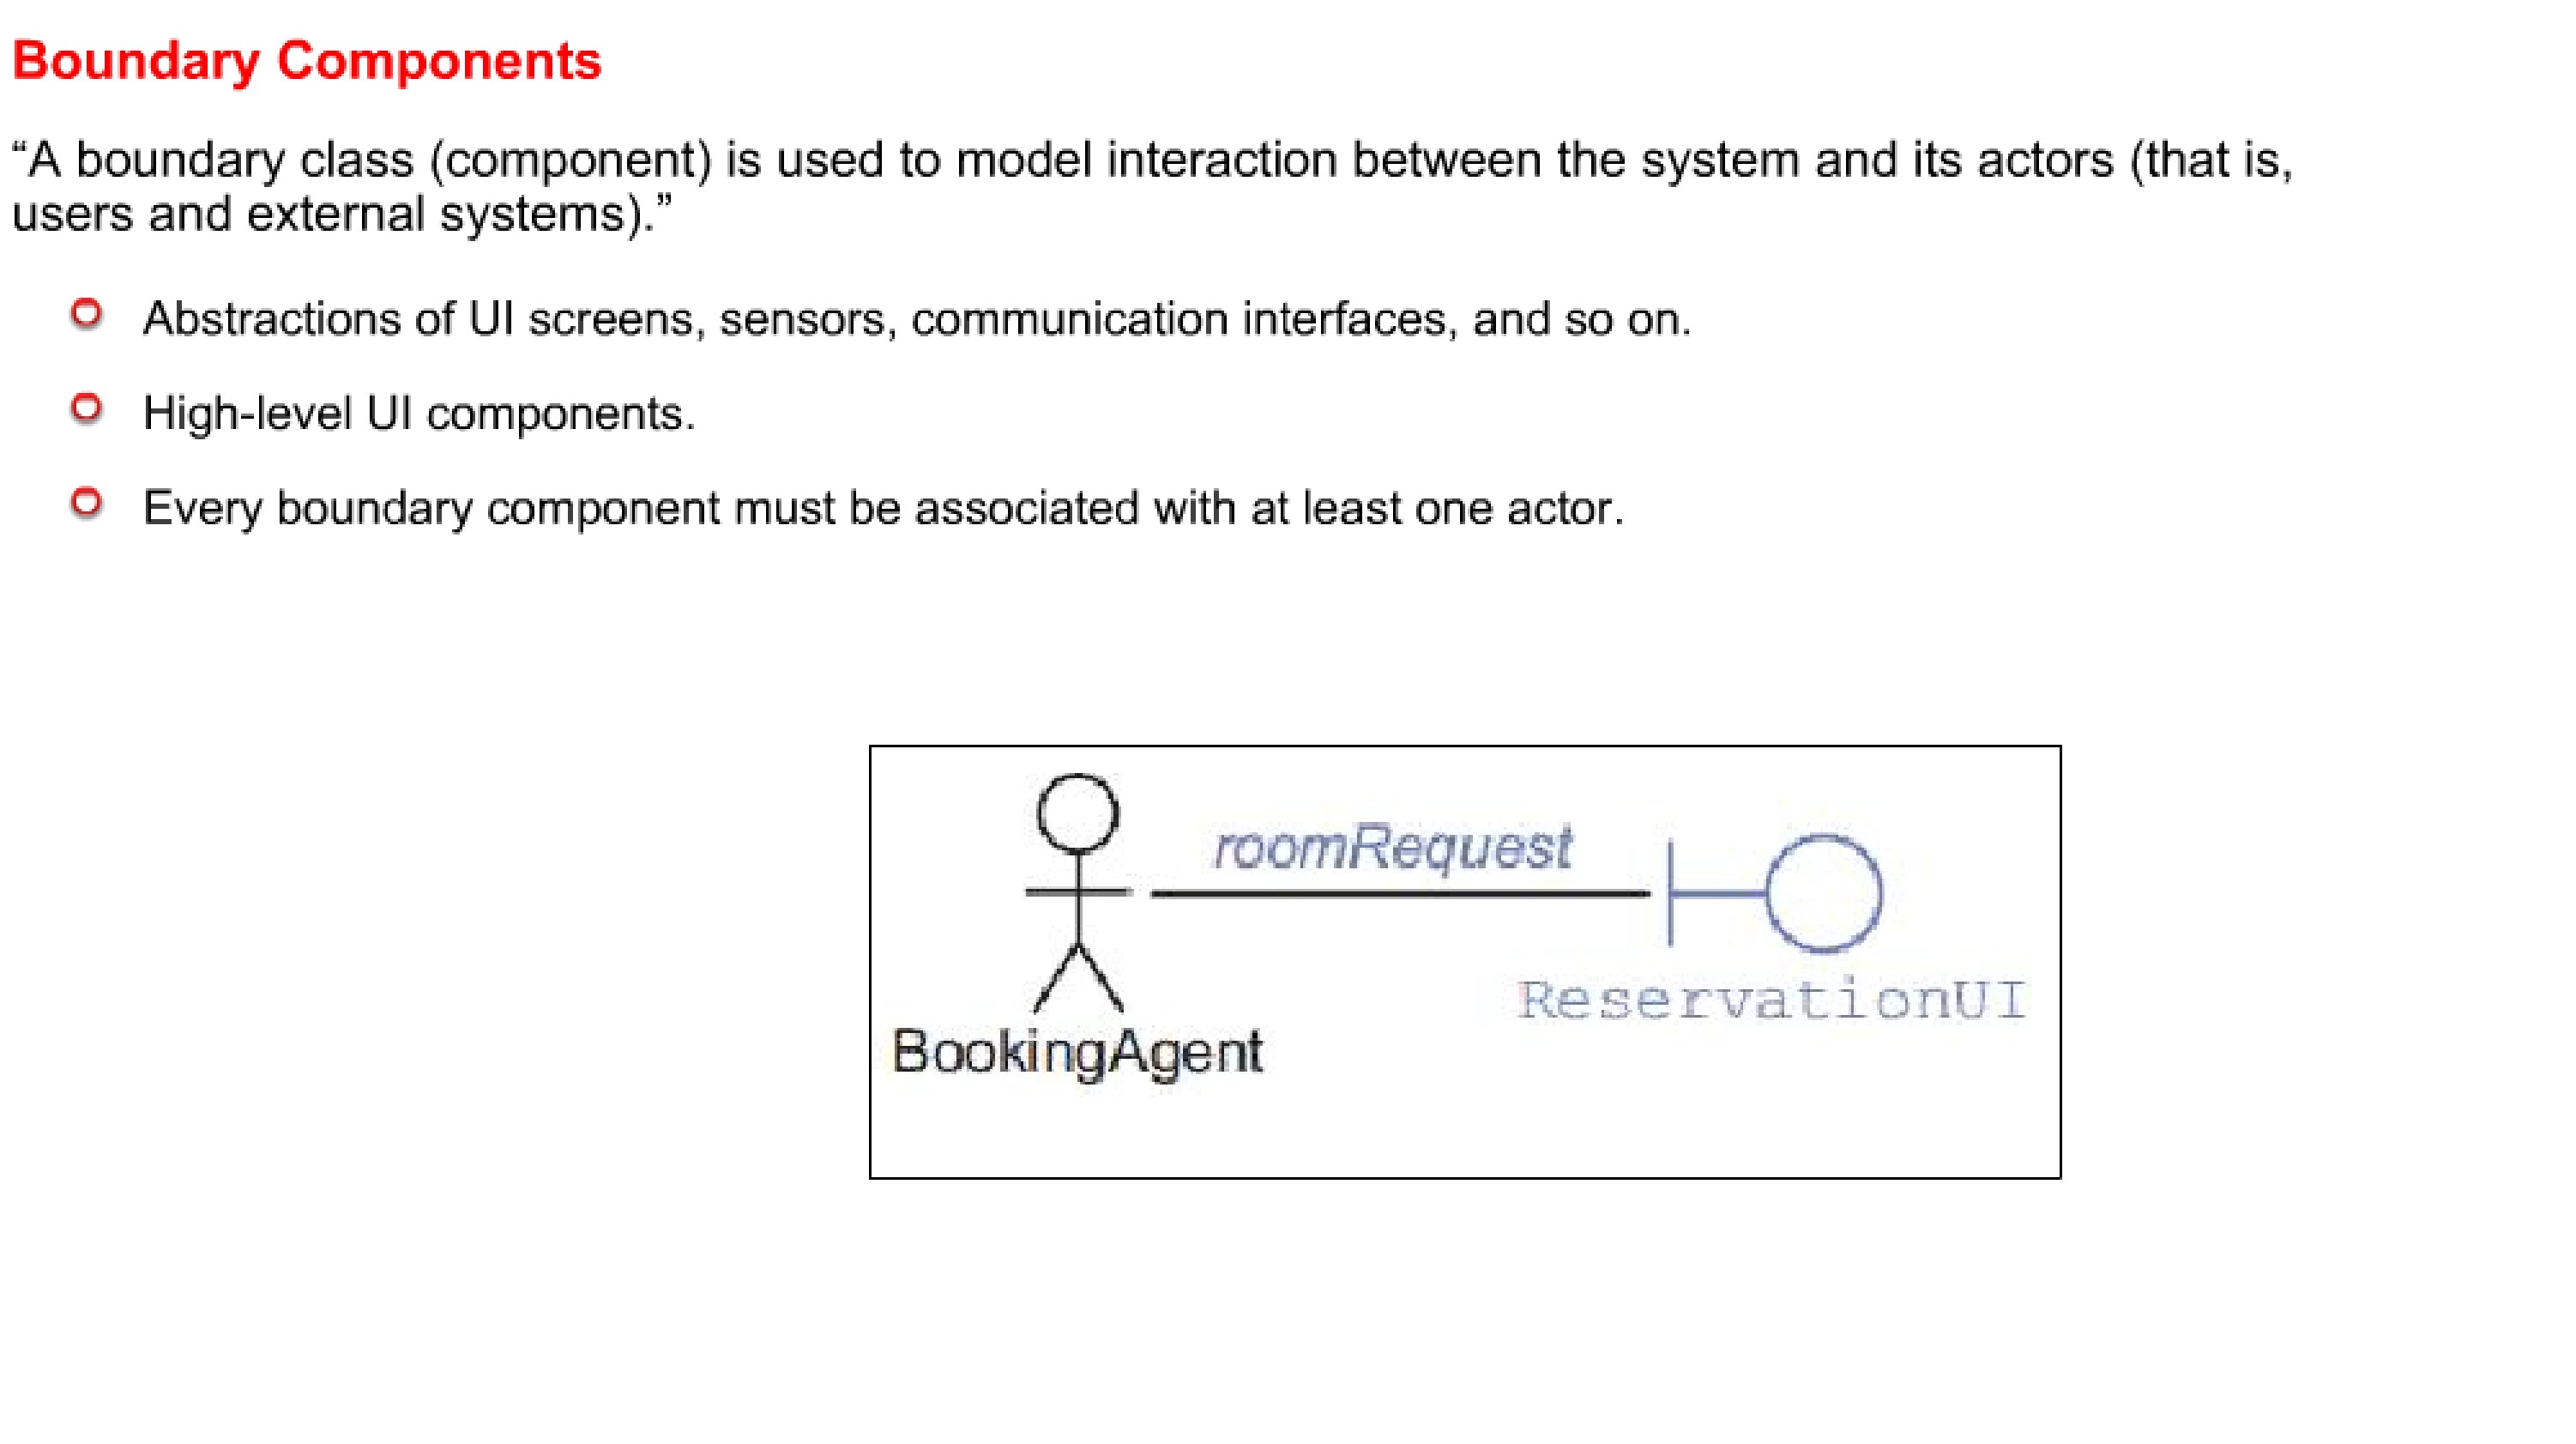 Boundary Components
“A boundary class (component) is used to model interaction between the system and its actors (that is,
users and external systems).”
Abstractions of UI screens, sensors, communication interfaces, and so on.
High-level UI components.
Every boundary component must be associated with at least one actor.
roomRequest
ReservationUI
BookingAgent